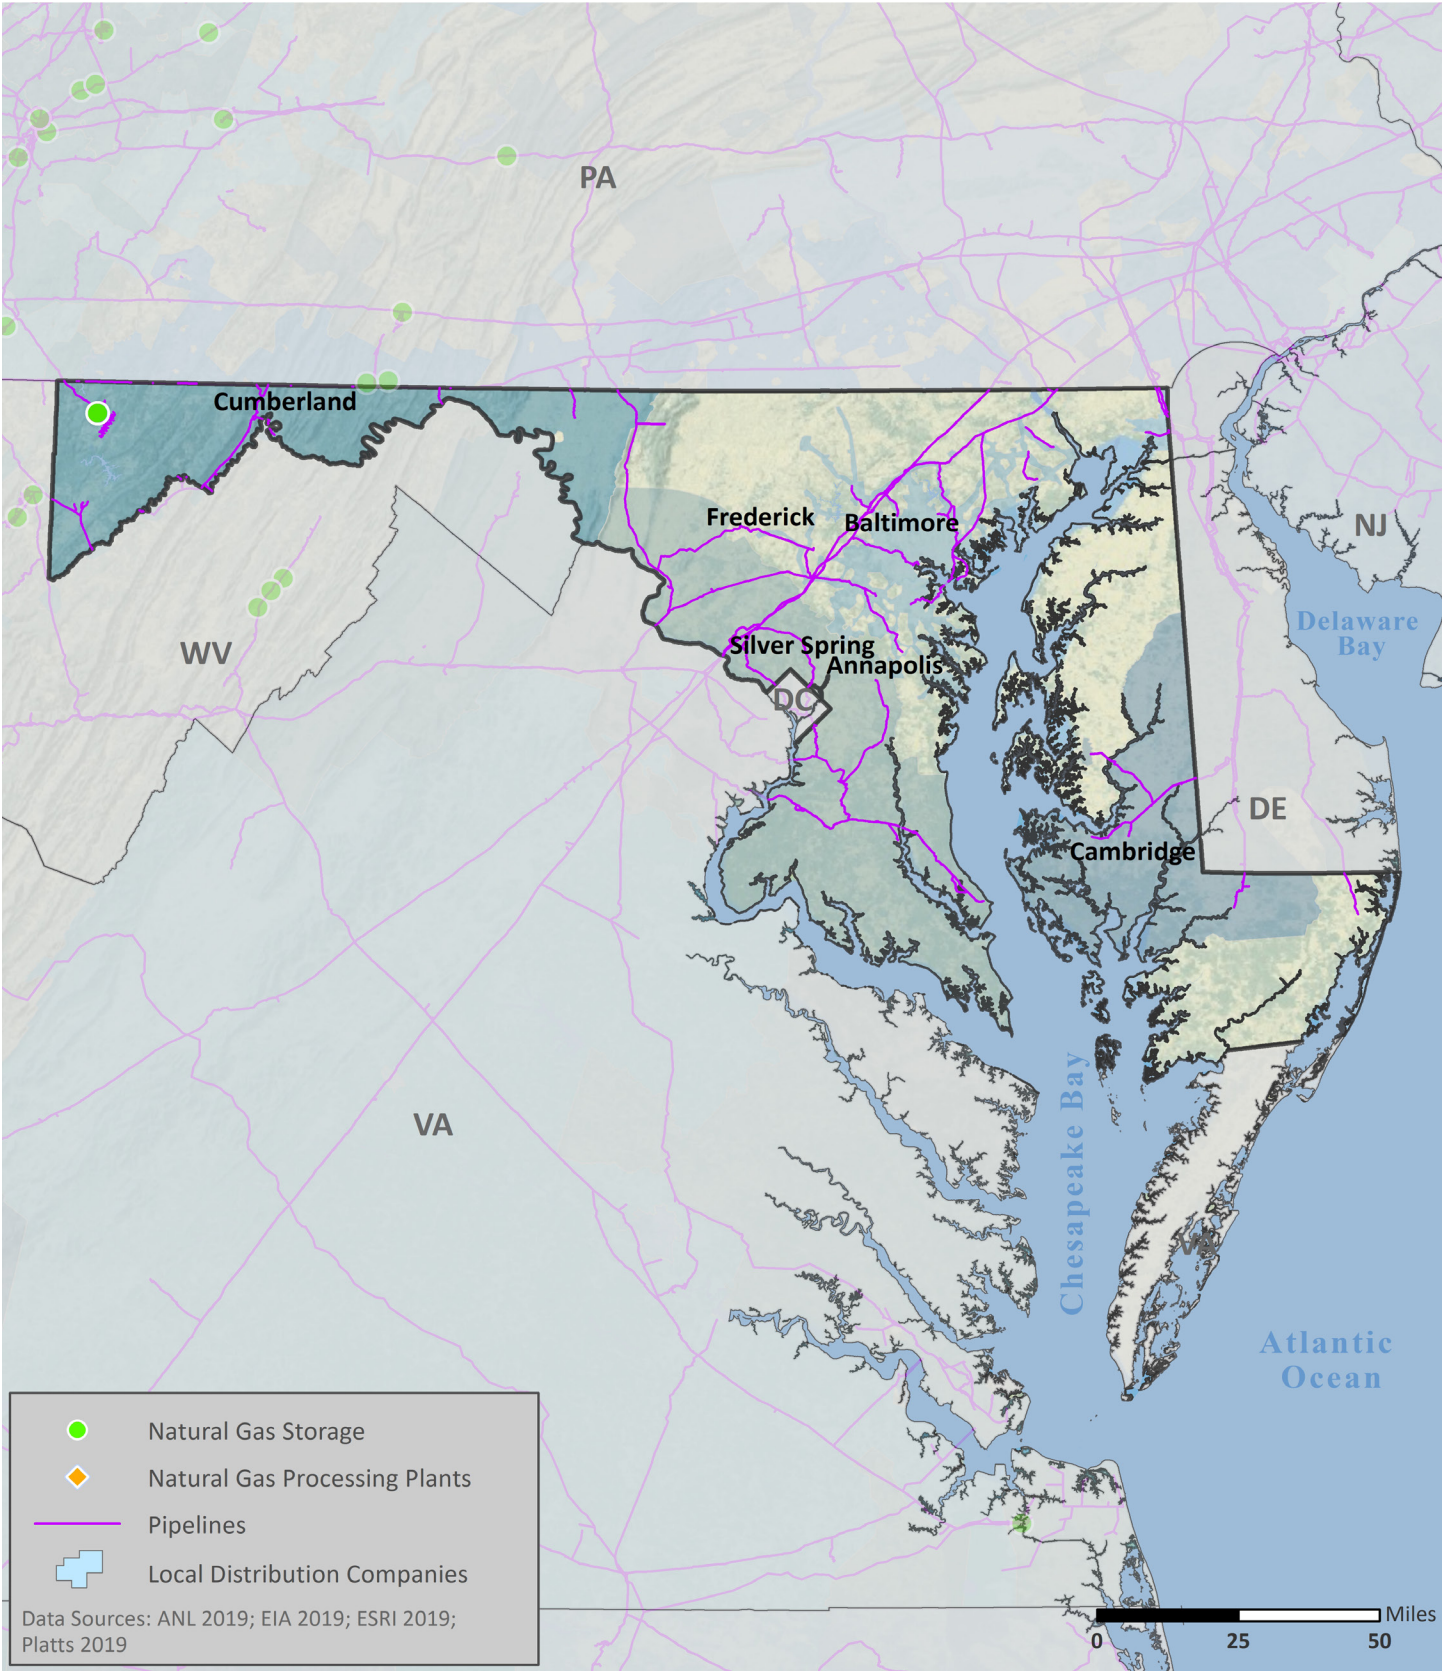 PA
Cumberland
Frederick
Baltimore
NJ
Delaware
Bay
WV
Silver Spring
Annapolis
DC
DE
Cambridge
VA
Chesapeake Bay
VA
Atlantic
Ocean
Natural Gas Storage
Natural Gas Processing Plants
Pipelines
Local Distribution Companies
Data Sources: ANL 2019; EIA 2019; ESRI 2019;
Platts 2019
Miles
0 25 50